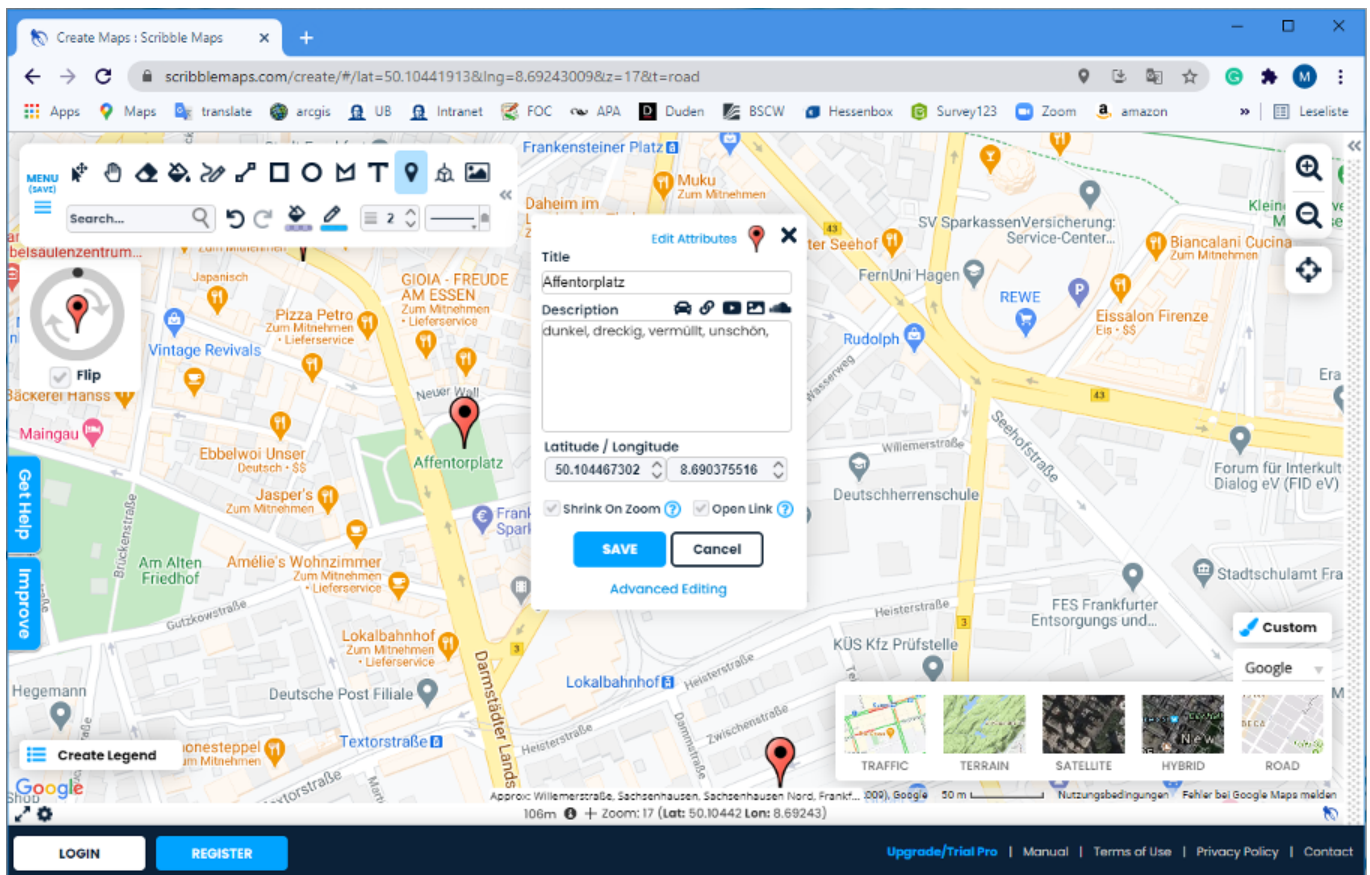 Create Maps : Scribble Maps
scribblemaps.com/create/#/lat=50.10441913&lng=8.69243009&z=17&t=road
M
Apps
Maps
translate
arcgis
UB
Intranet
FOC
APA
Duden
BSCW
Hessenbox
Survey123
Zoom
amazon
»
Leseliste
MENU
(SAVE)
Search...
2
Flip
Get Help
Improve
Frankensteiner Platz
Muku
Zum Mitnehmen
Daheim im
Japanisch
Pizza Petro
Zum Mitnehmen
• Lieferservice
GIOIA - FREUDE
AM ESSEN
Zum Mitnehmen
• Lieferservice
Vintage Revivals
Neuer Wall
Maingau
Ebbelwoi Unser
Deutsch • $$
Affentorplatz
Jasper's
Zum Mitnehmen
Brückenstraße
Am Alten
Friedhof
Amélie's Wohnzimmer
Zum Mitnehmen
• Lieferservice
Gutzkowstraße
Lokalbahnhof
Zum Mitnehmen
• Lieferservice
3
Darmstädter Lands
Hegemann
Deutsche Post Filiale
Textorstraße
Lokalbahnhof
Heisterstraße
Heisterstraße
Dammstraße
Zwischenstraße
Edit Attributes
Title
Affentorplatz
Description
dunkel, dreckig, vermüllt, unschön,
Latitude / Longitude
50.104467302
8.690375516
Shrink On Zoom
Open Link
SAVE
Cancel
Advanced Editing
43
ter Seehof
SV SparkassenVersicherung:
Service-Center...
Biancalani Cucina
Zum Mitnehmen
FernUni Hagen
REWE
P
Eissalon Firenze
Eis • $$
Rudolph
Wasserweg
43
Seehofstraße
Willemerstraße
Deutschherrenschule
Forum für Interkult
Dialog eV (FID eV)
Stadtschulamt Fra
Heisterstraße
3
FES Frankfurter
Entsorgungs und...
KÜS Kfz Prüfstelle
Custom
Google
TRAFFIC
TERRAIN
SATELLITE
HYBRID
ROAD
Create Legend
Google
Approx: Willemerstraße, Sachsenhausen, Sachsenhausen Nord, Frankf...
Google
50 m
Nutzungsbedingungen
Fehler bei Google Maps melden
106m
Zoom: 17 (Lat: 50.10442 Lon: 8.69243)
LOGIN
REGISTER
Upgrade/Trial Pro | Manual | Terms of Use | Privacy Policy | Contact